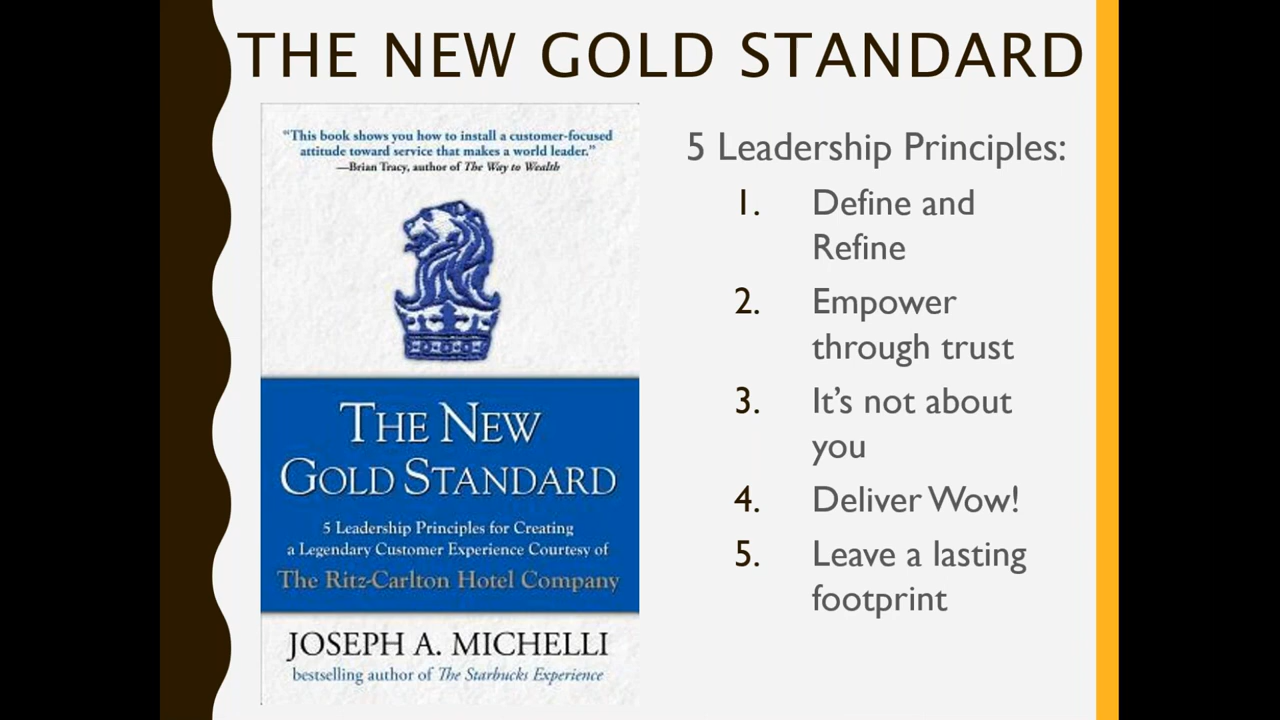 THE NEW GOLD STANDARD
“This book shows you how to install a customer-focused
attitude toward service that makes a world leader.”
—Brian Tracy, author of The Way to Wealth
THE NEW
GOLD STANDARD
5 Leadership Principles for Creating
a Legendary Customer Experience Courtesy of
The Ritz-Carlton Hotel Company
JOSEPH A. MICHELLI
bestselling author of The Starbucks Experience
5 Leadership Principles:
1. Define and
Refine
2. Empower
through trust
3. It’s not about
you
4. Deliver Wow!
5. Leave a lasting
footprint